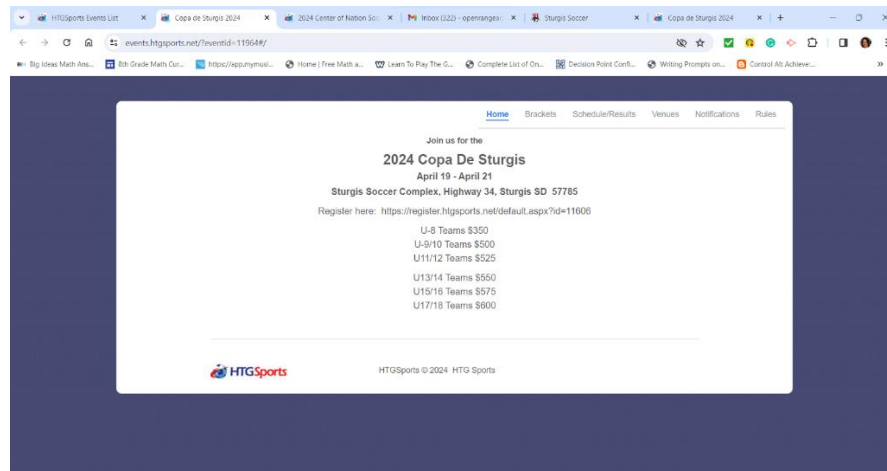 HTGSports Events List
Copa de Sturgis 2024
2024 Center of Nation Soc
Inbox (322) - openrangesc
Sturgis Soccer
Copa de Sturgis 2024
events.htgsports.net/?eventid=11964#/
Big Ideas Math Ans...
8th Grade Math Cur...
https://app.mymusi...
Home | Free Math a...
Learn To Play The G...
Complete List of On...
Decision Point Confi...
Writing Prompts on...
Control Alt Achieve:...
Home Brackets Schedule/Results Venues Notifications Rules
Join us for the
2024 Copa De Sturgis
April 19 - April 21
Sturgis Soccer Complex, Highway 34, Sturgis SD 57785
Register here: https://register.htgsports.net/default.aspx?id=11606
U-8 Teams $350
U-9/10 Teams $500
U11/12 Teams $525
U13/14 Teams $550
U15/16 Teams $575
U17/18 Teams $600
HTGSports
HTGSports © 2024 HTG Sports